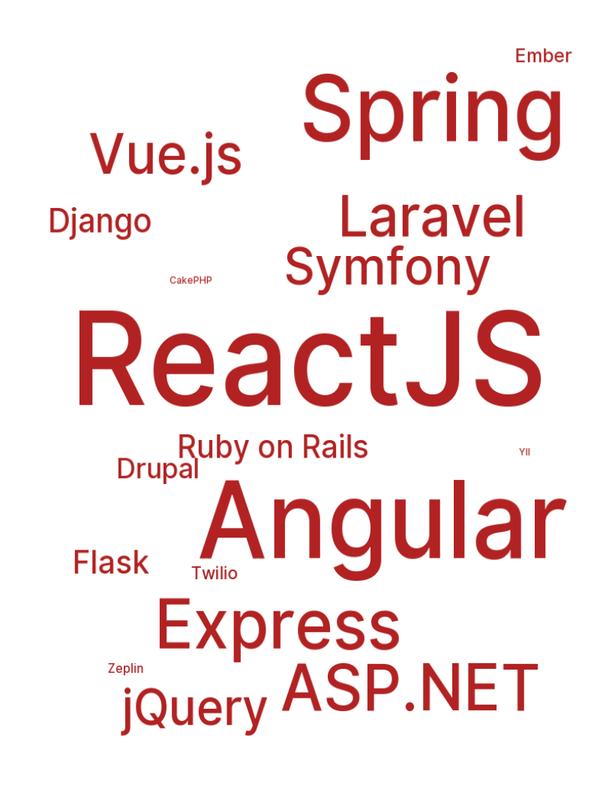 Ember
Spring
Vue.js
Django
Laravel
Symfony
CakePHP
ReactJS
Ruby on Rails
YII
Drupal
Angular
Flask
Twilio
Express
Zeplin
ASP.NET
jQuery